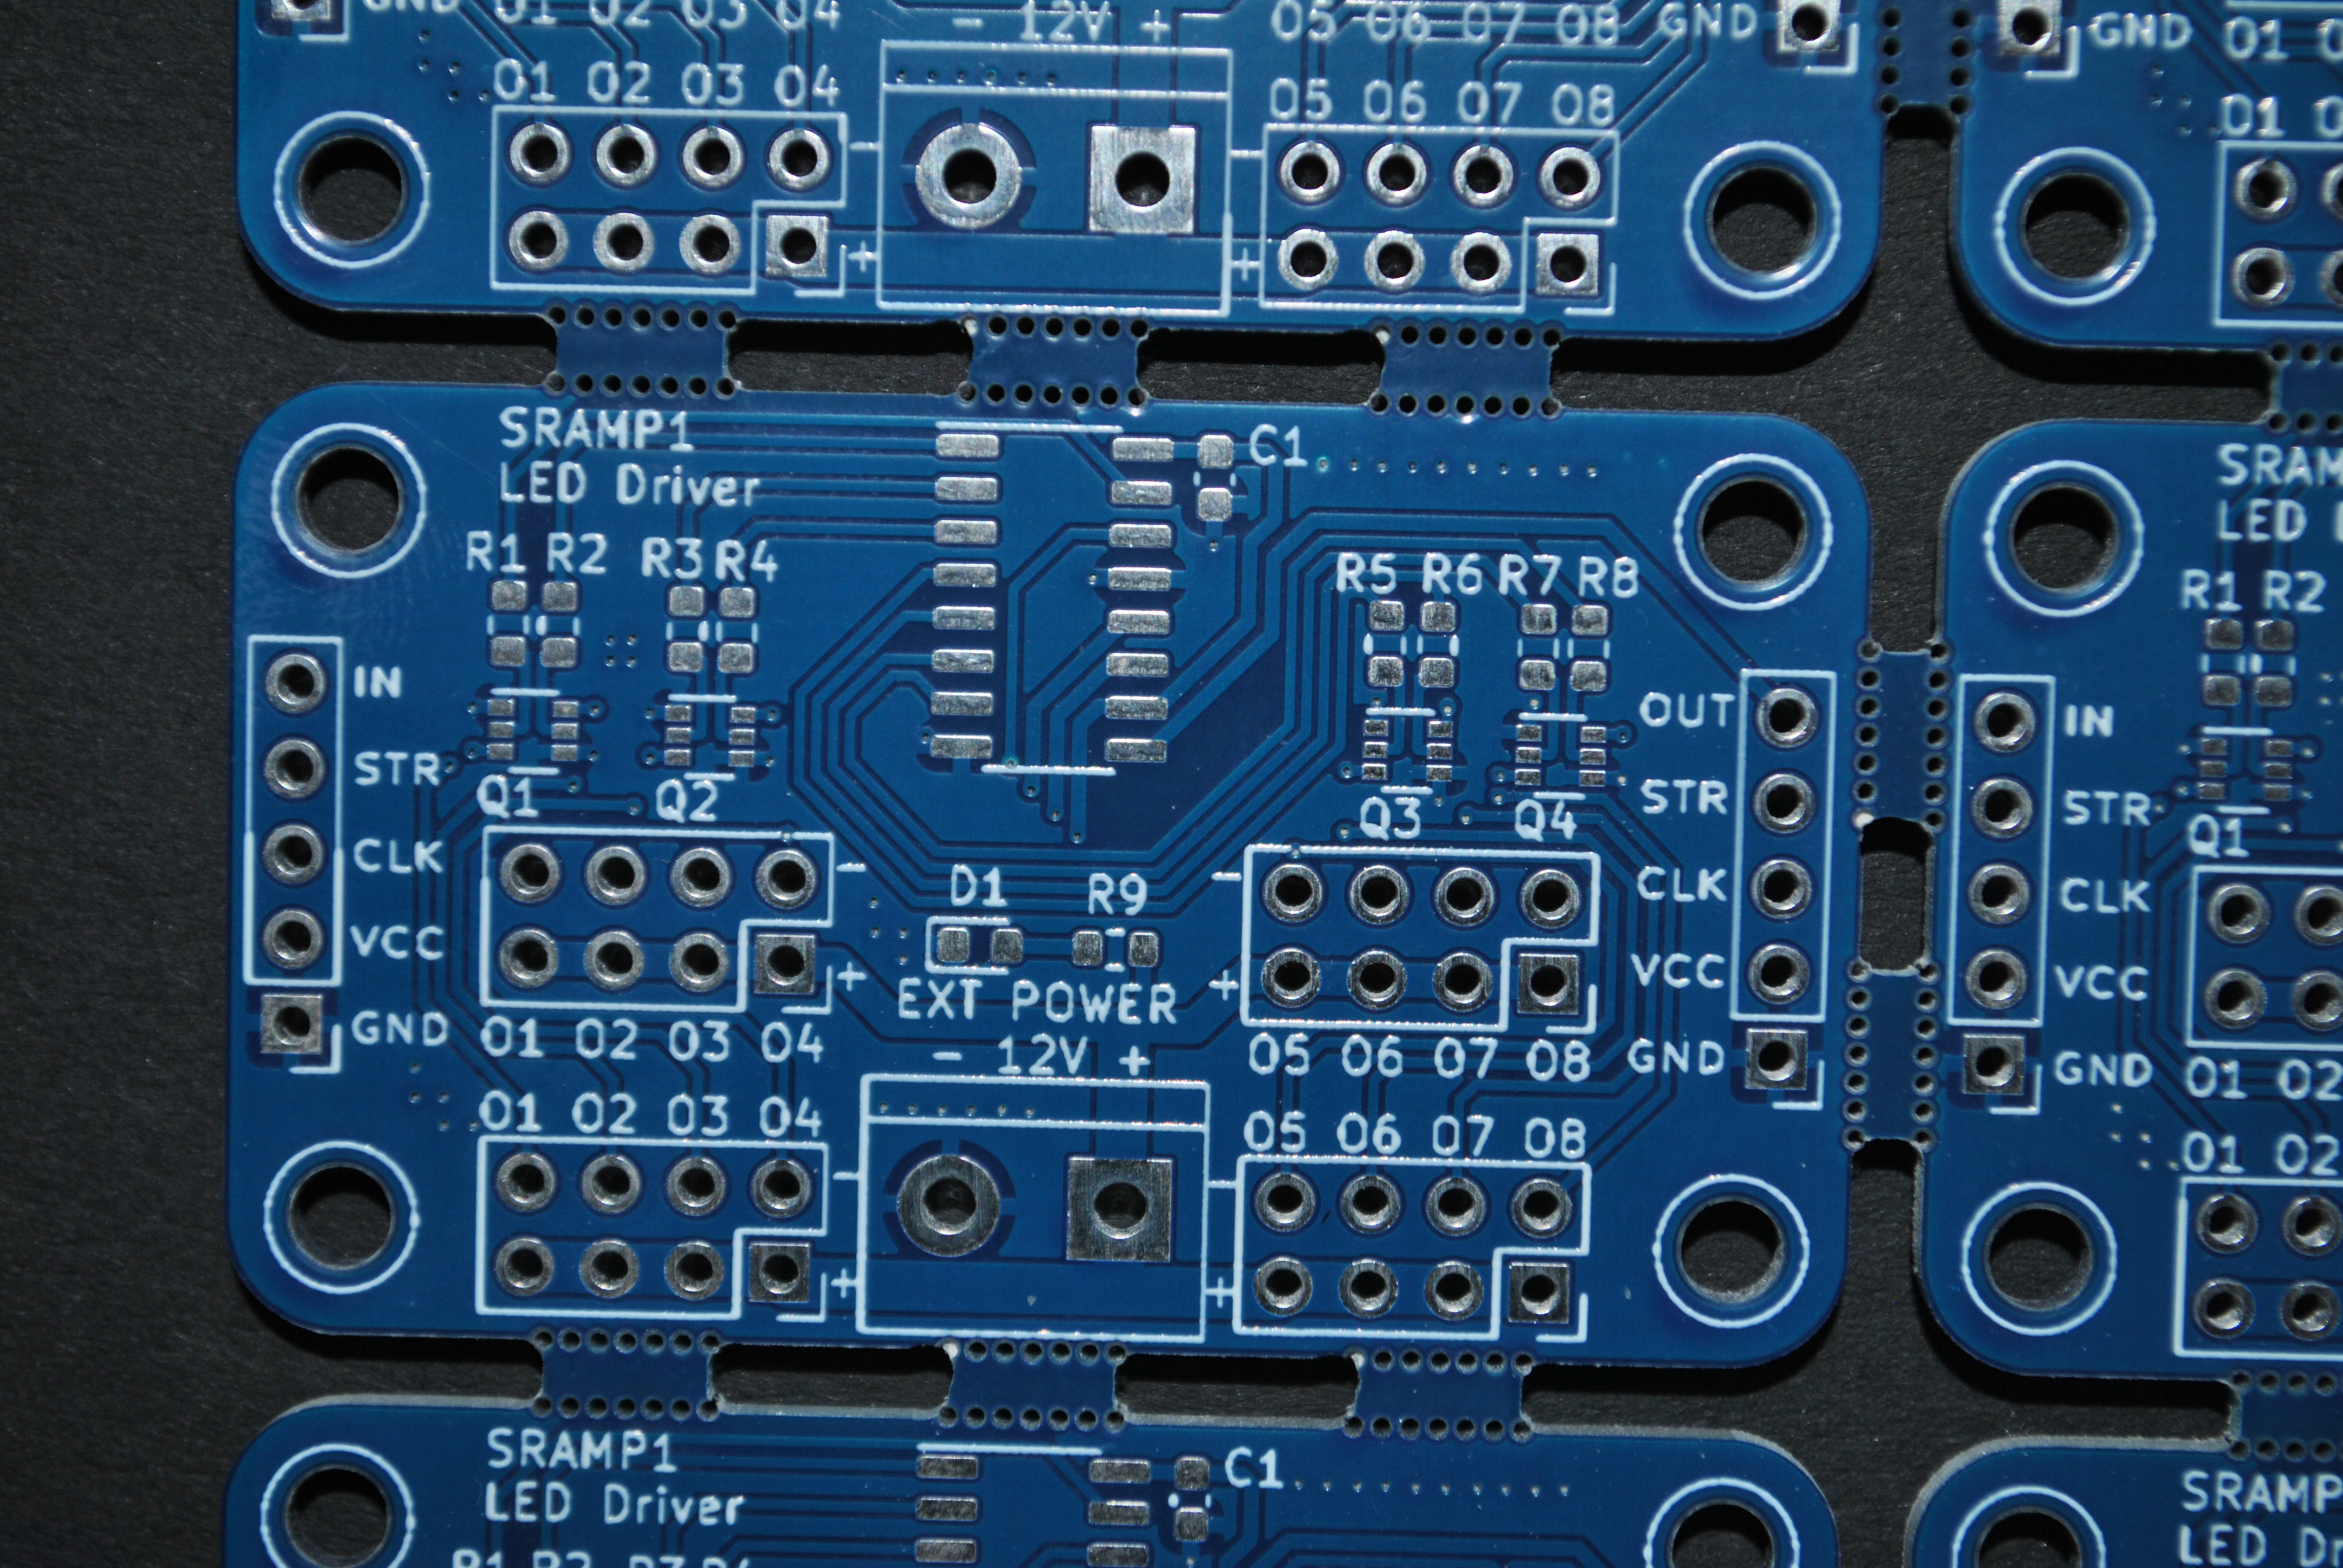 GND O1 O2 O3 O4 - 12V + O5 O6 O7 O8 GND GND O1
O1 O2 O3 O4 O5 O6 O7 O8 O1
- -
+ +
SRAMP1 C1
LED Driver
R1 R2 R3 R4 R5 R6 R7 R8
IN OUT
STR STR
Q1 Q2 Q3 Q4
CLK D1 R9 CLK
- -
VCC VCC
+ EXT POWER +
GND O1 O2 O3 O4 - 12V + O5 O6 O7 O8 GND
O1 O2 O3 O4 O5 O6 O7 O8
- -
+ +
LED
R1 R2
IN
STR
Q1
CLK
VCC
GND O1 O2
O1 O2
SRAMP1 C1
LED Driver
R1 R2 R3 R4